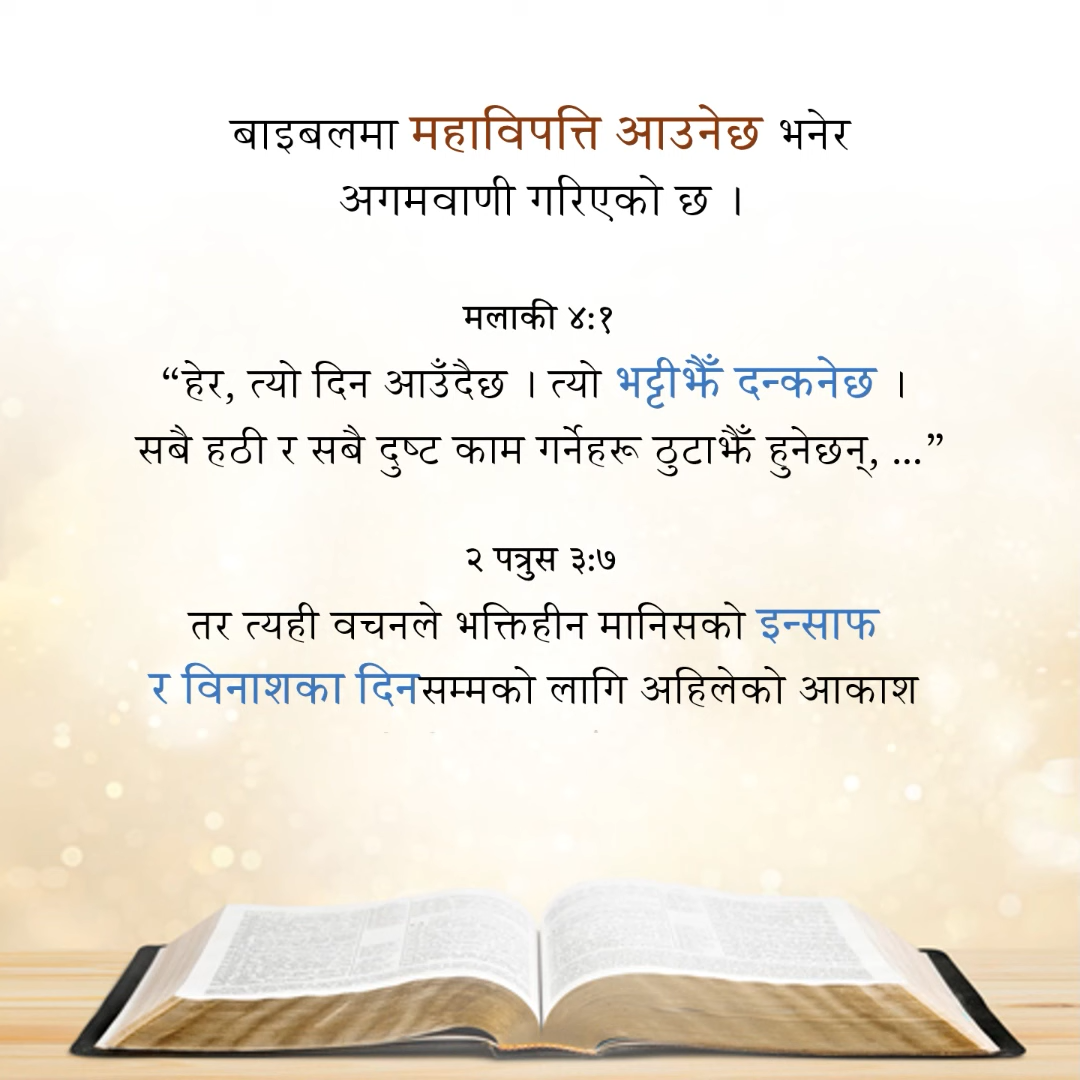 बाइबलमा महाविपत्ति आउनेछ भनेर
अगमवाणी गरिएको छ ।
मलाकी ४:१
“हेर, त्यो दिन आउँदैछ । त्यो भट्टीझैँ दन्कनेछ ।
सबै हठी र सबै दुष्ट काम गर्नेहरू ठुटाझैँ हुनेछन्, ...”
२ पत्रुस ३:७
तर त्यही वचनले भक्तिहीन मानिसको इन्साफ
र विनाशका दिनसम्मको लागि अहिलेको आकाश